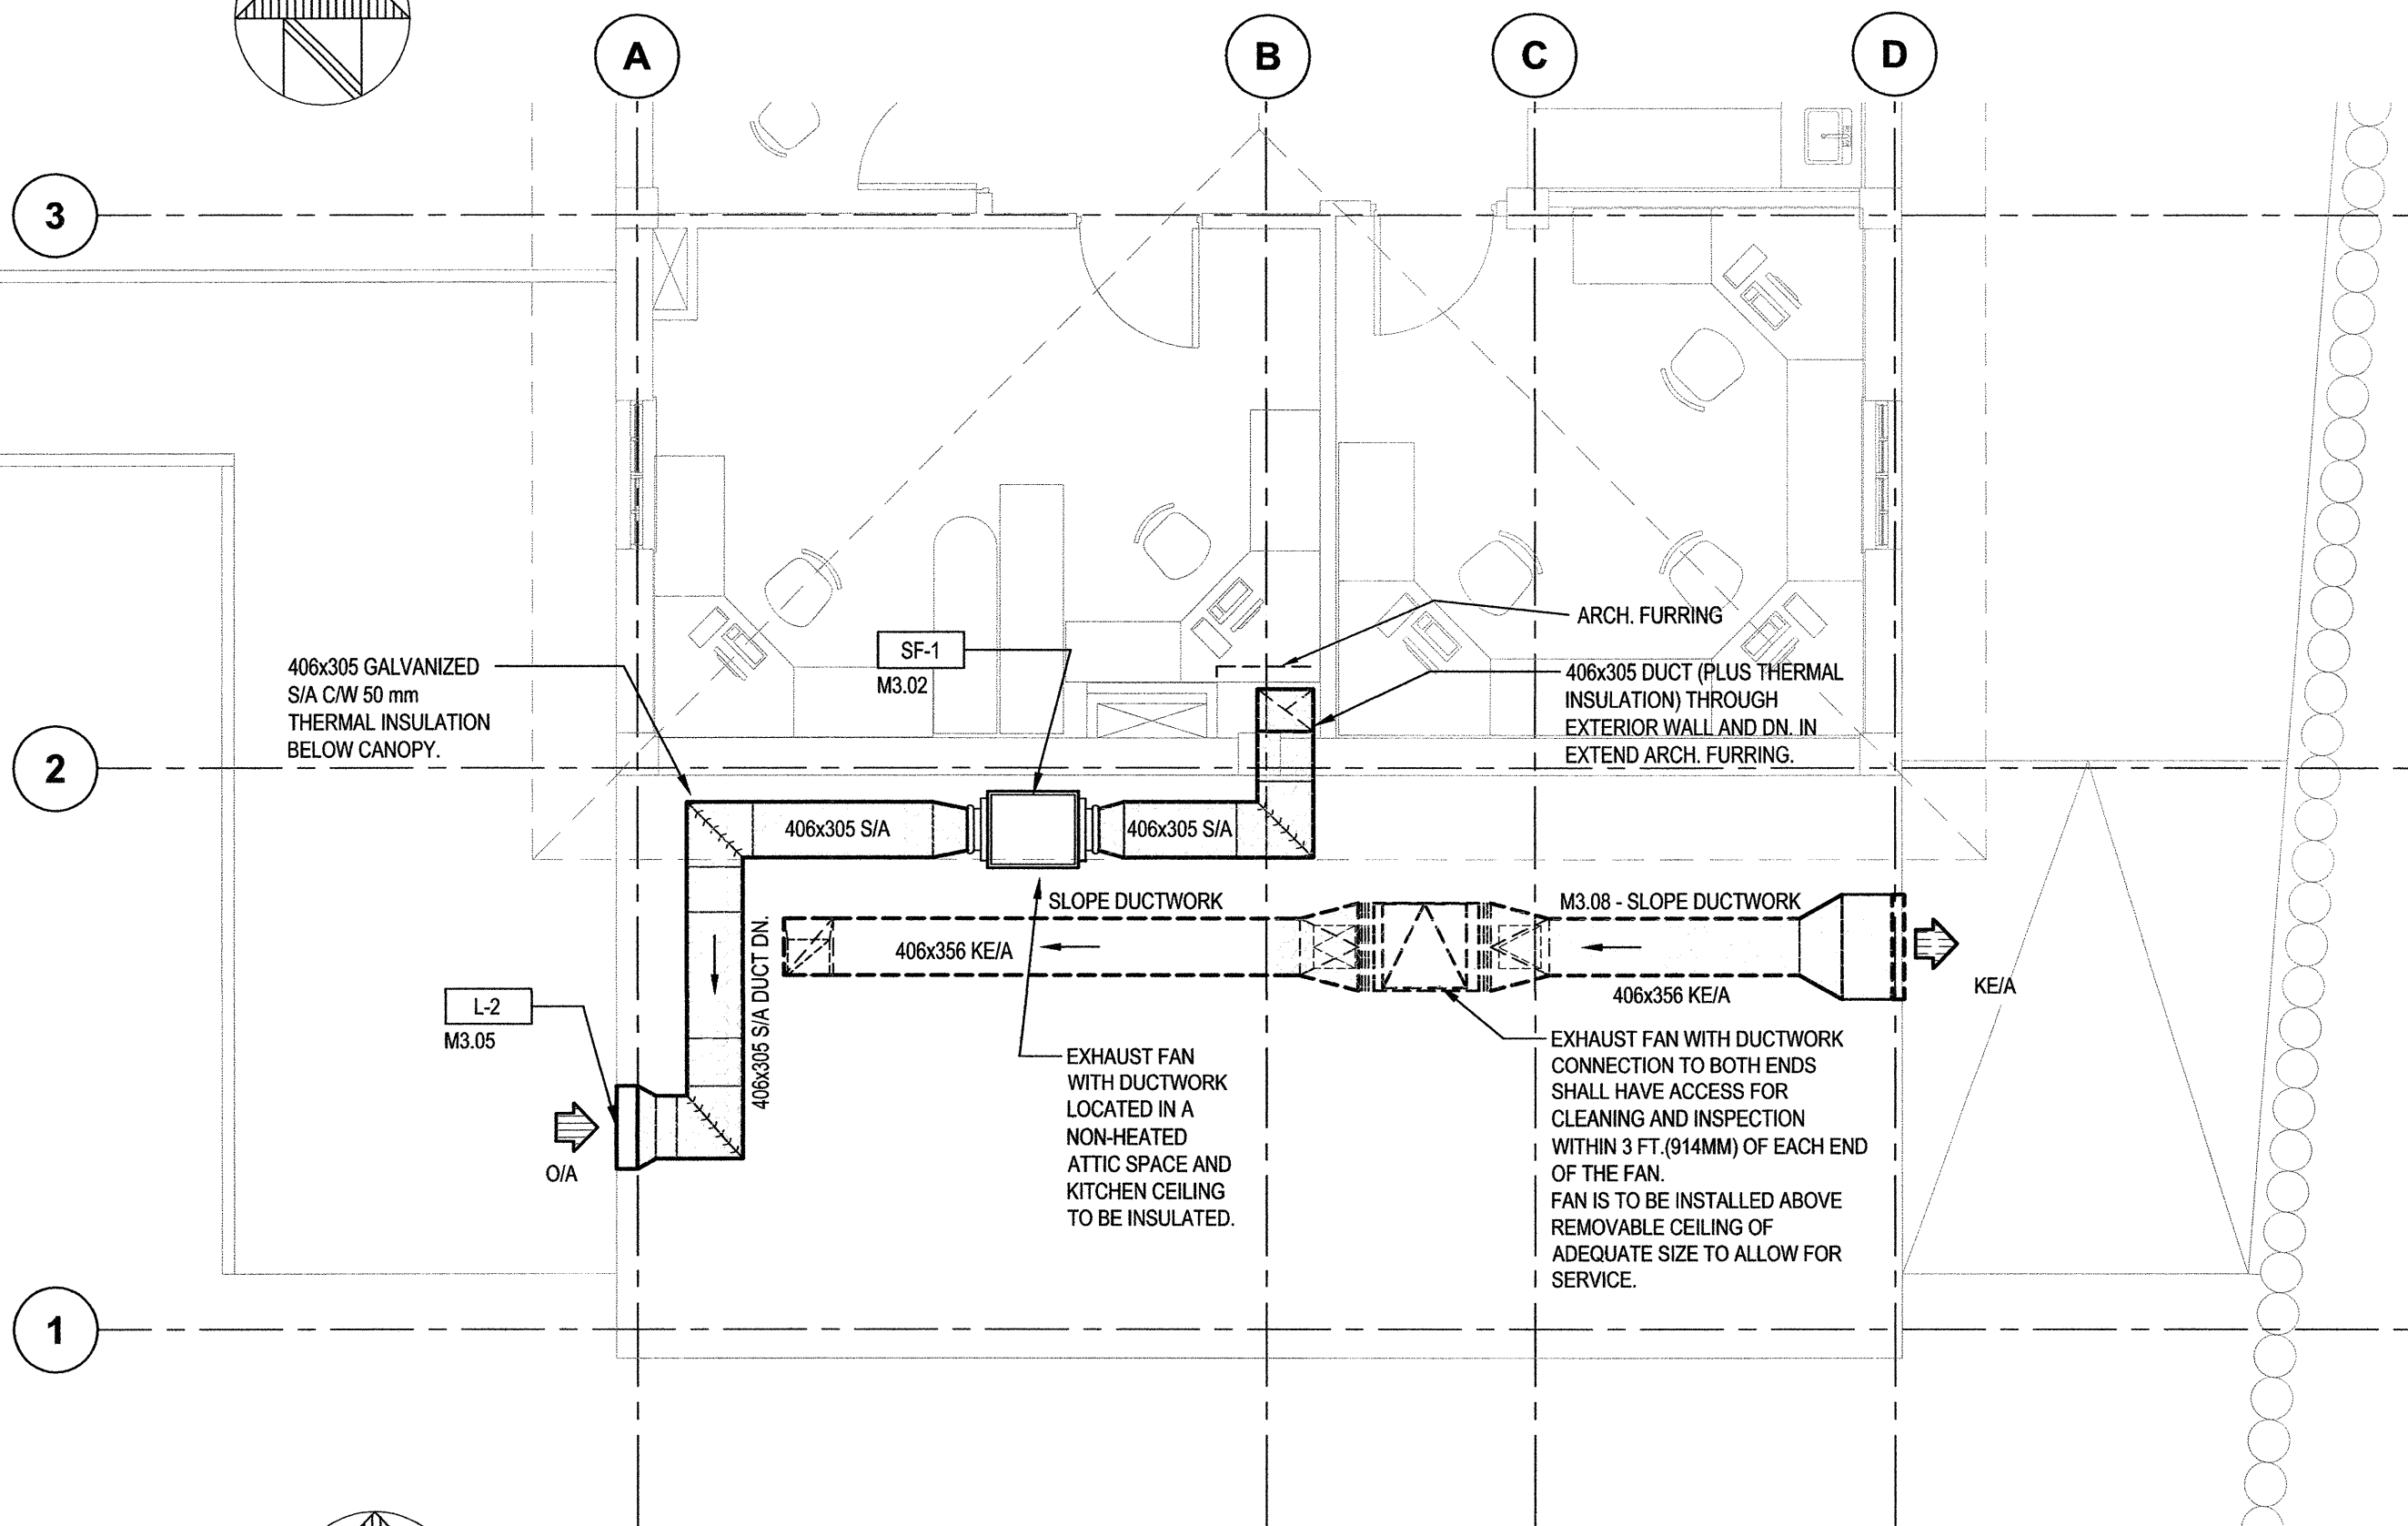 A
B
C
D
3
ARCH. FURRING
SF-1
M3.02
406x305 GALVANIZED
S/A C/W 50 mm
THERMAL INSULATION
BELOW CANOPY.
406x305 DUCT (PLUS THERMAL
INSULATION) THROUGH
EXTERIOR WALL AND DN. IN
EXTEND ARCH. FURRING.
2
406x305 S/A
406x305 S/A
SLOPE DUCTWORK
M3.08 - SLOPE DUCTWORK
406x356 KE/A
406x356 KE/A
KE/A
406x305 S/A DUCT DN.
L-2
M3.05
O/A
EXHAUST FAN
WITH DUCTWORK
LOCATED IN A
NON-HEATED
ATTIC SPACE AND
KITCHEN CEILING
TO BE INSULATED.
EXHAUST FAN WITH DUCTWORK
CONNECTION TO BOTH ENDS
SHALL HAVE ACCESS FOR
CLEANING AND INSPECTION
WITHIN 3 FT.(914MM) OF EACH END
OF THE FAN.
FAN IS TO BE INSTALLED ABOVE
REMOVABLE CEILING OF
ADEQUATE SIZE TO ALLOW FOR
SERVICE.
1